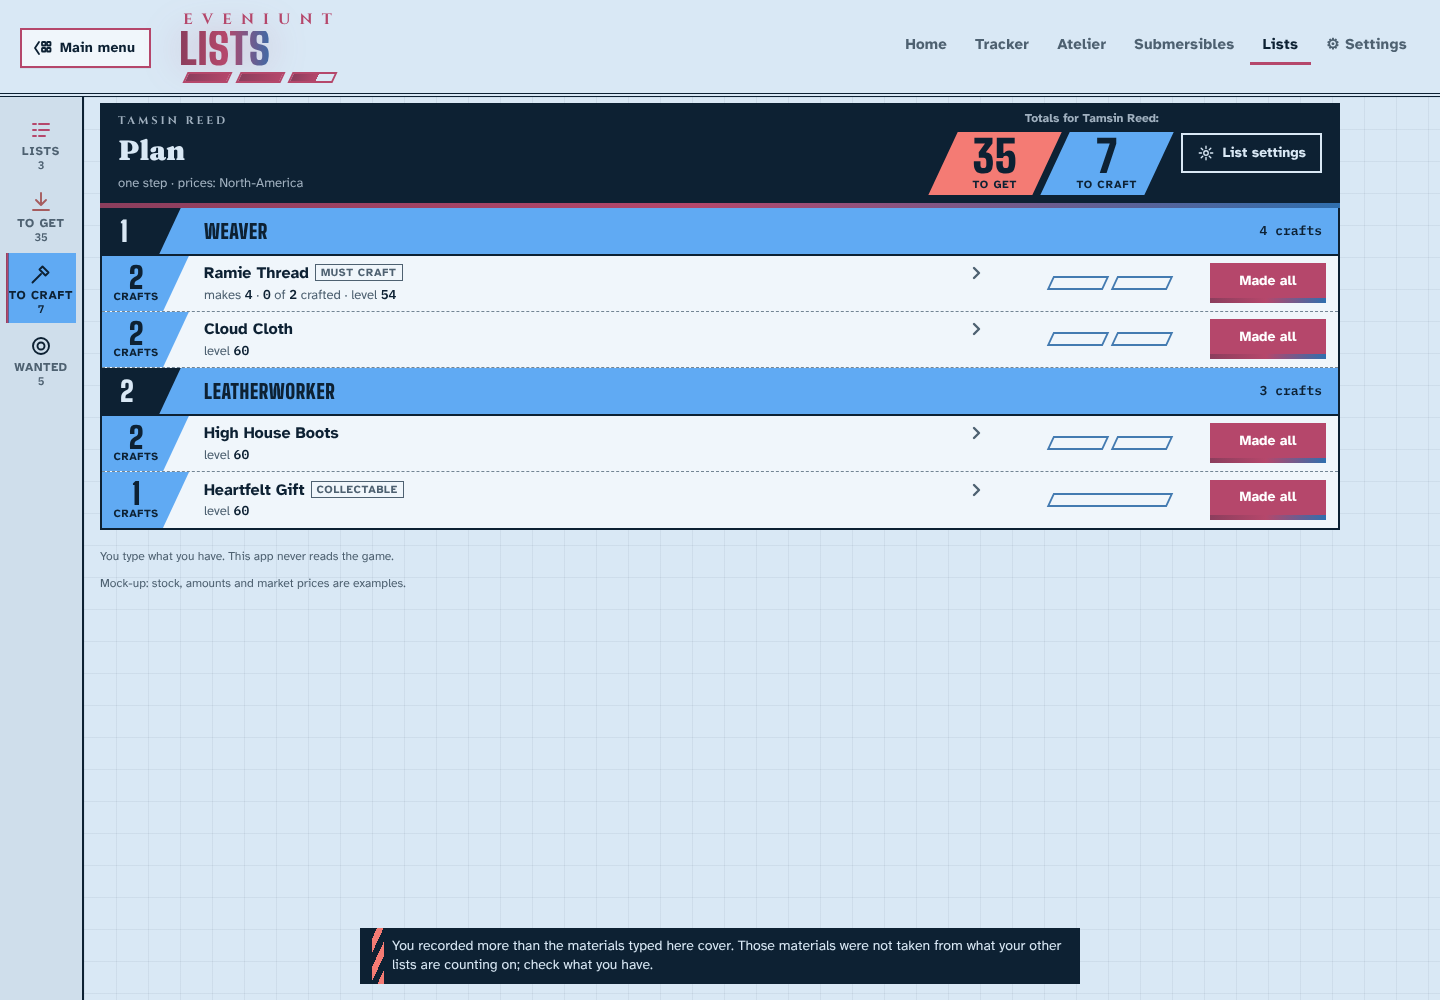 Main menu
EVENIUNT
LISTS
Home
Tracker
Atelier
Submersibles
Lists
Settings
LISTS
3
TO GET
35
TO CRAFT
7
WANTED
5
TAMSIN REED
Plan
one step · prices: North-America
Totals for Tamsin Reed:
35
TO GET
7
TO CRAFT
List settings
1
WEAVER
4 crafts
2
CRAFTS
Ramie Thread
MUST CRAFT
makes 4 · 0 of 2 crafted · level 54
Made all
2
CRAFTS
Cloud Cloth
level 60
Made all
2
LEATHERWORKER
3 crafts
2
CRAFTS
High House Boots
level 60
Made all
1
CRAFTS
Heartfelt Gift
COLLECTABLE
level 60
Made all
You type what you have. This app never reads the game.
Mock-up: stock, amounts and market prices are examples.
You recorded more than the materials typed here cover. Those materials were not taken from what your other
lists are counting on; check what you have.